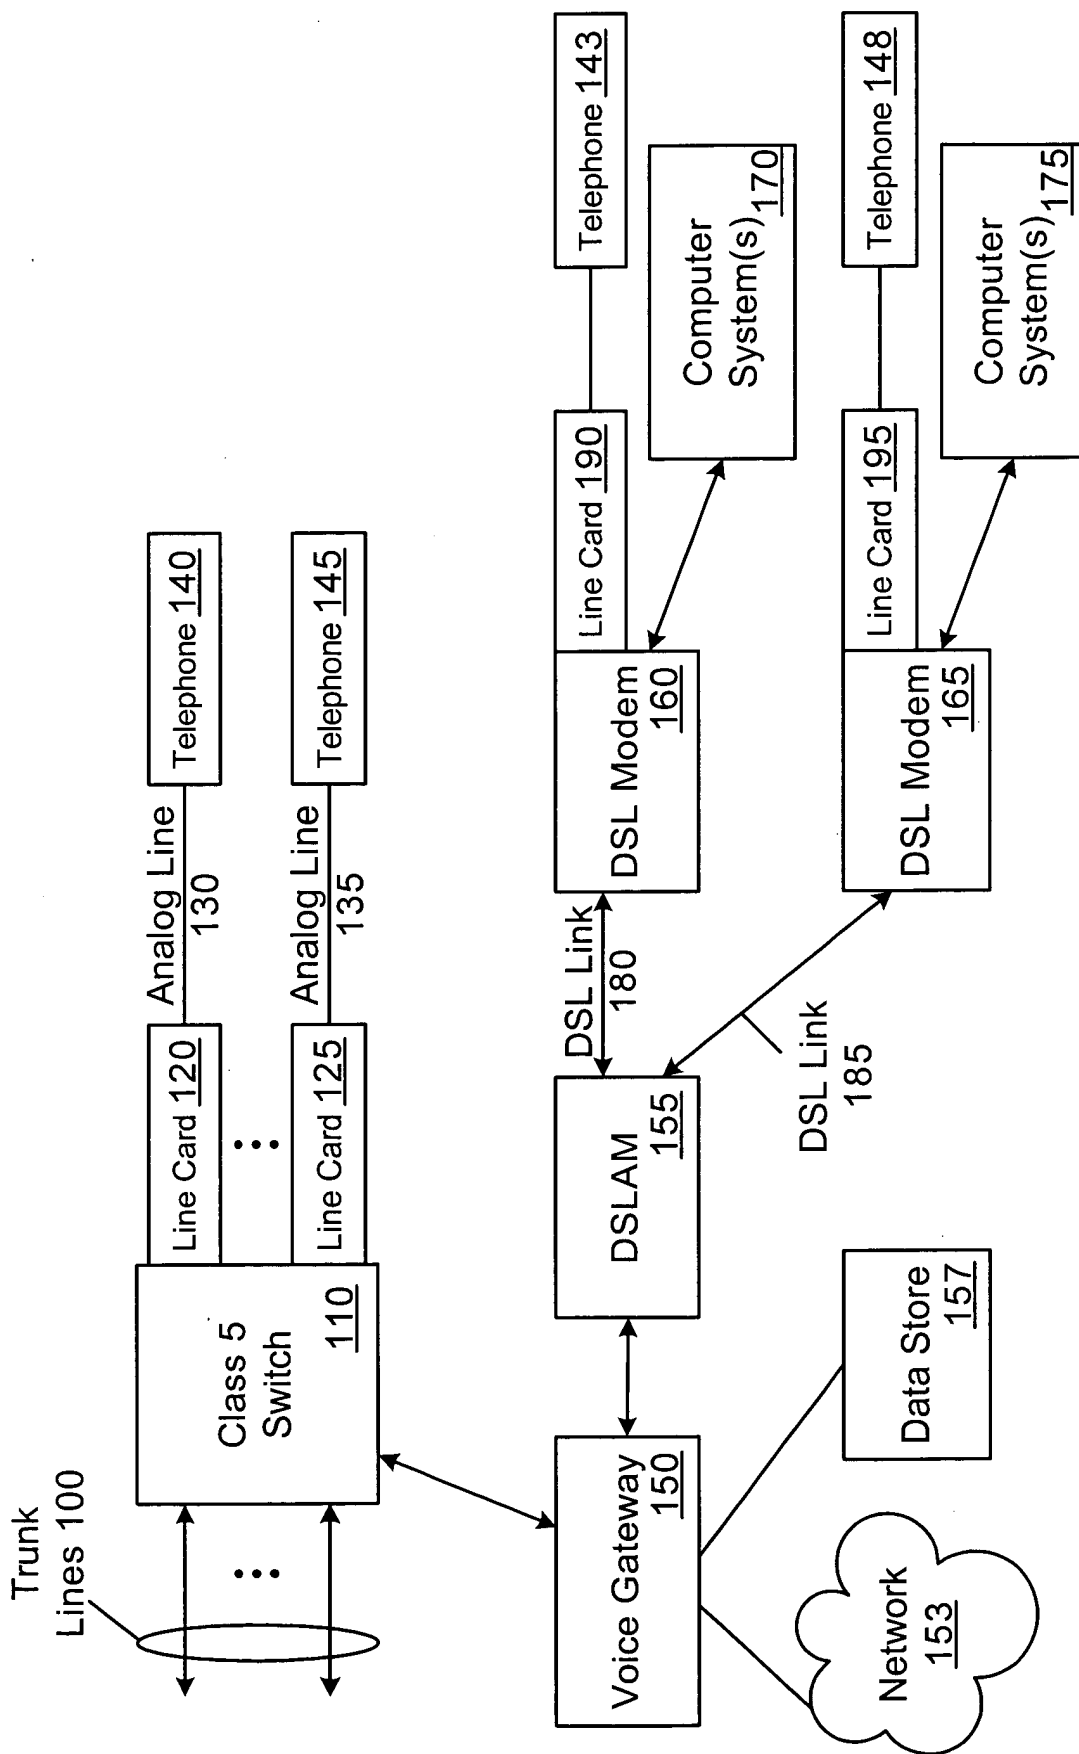 Trunk
Lines 100
Class 5
Switch
110
Line Card 120
Line Card 125
Analog Line
130
Analog Line
135
Telephone 140
Telephone 145
Voice Gateway
150
Network
153
Data Store
157
DSLAM
155
DSL Link
180
DSL Link
185
DSL Modem
160
Line Card 190
Telephone 143
Computer
System(s) 170
DSL Modem
165
Line Card 195
Telephone 148
Computer
System(s) 175